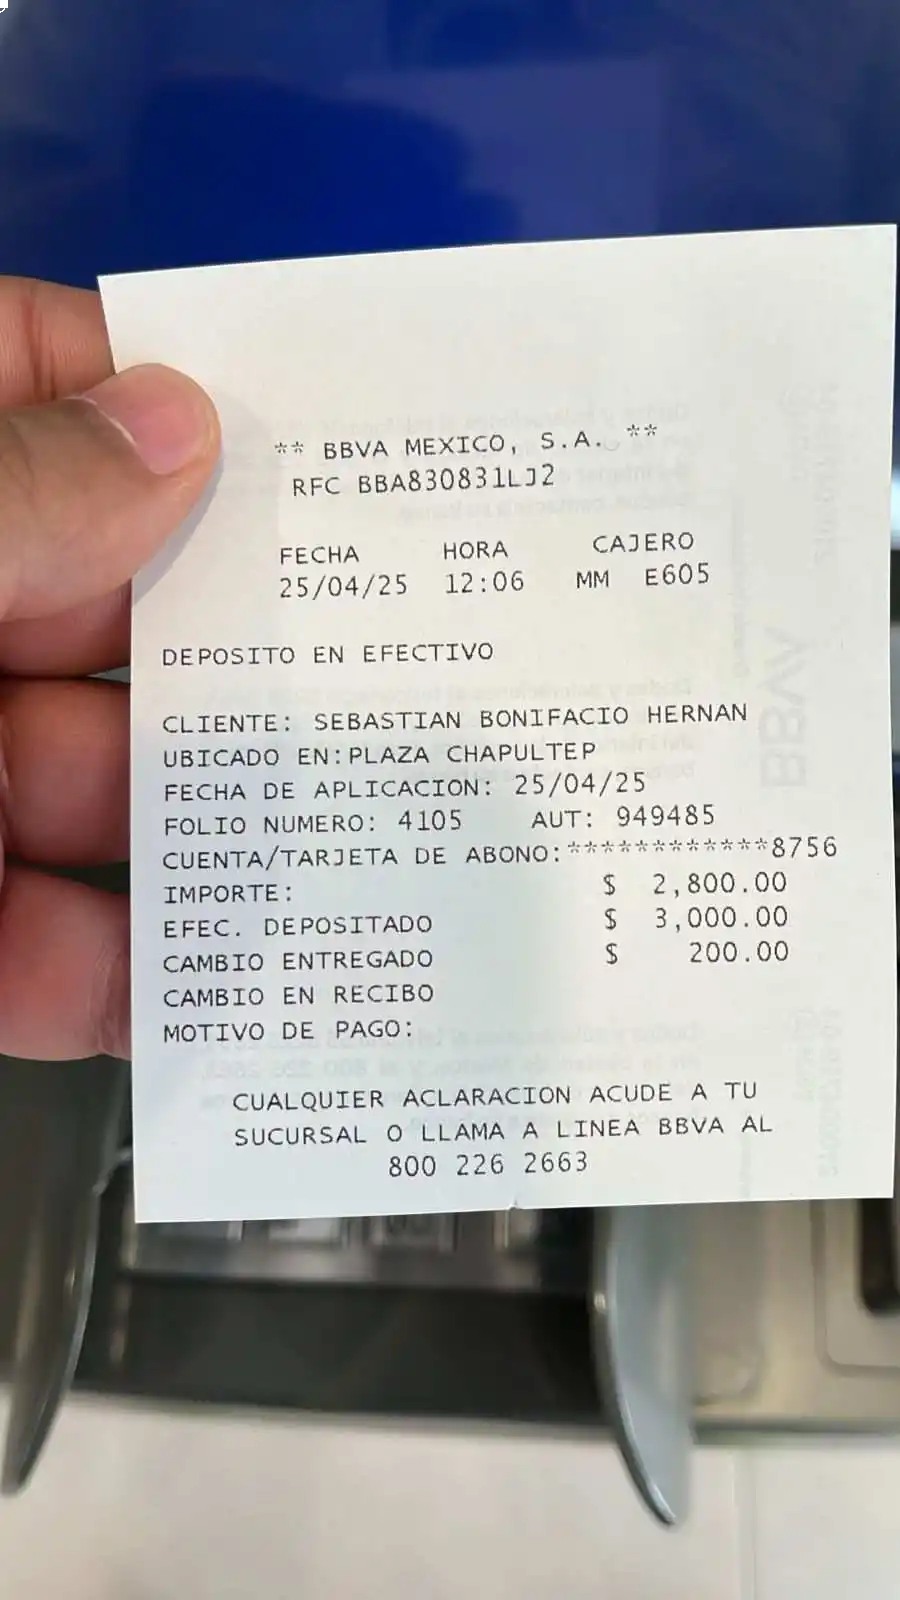 ** BBVA MEXICO, S.A. **
RFC BBA830831LJ2
FECHA HORA CAJERO
25/04/25 12:06 MM E605
DEPOSITO EN EFECTIVO
CLIENTE: SEBASTIAN BONIFACIO HERNAN
UBICADO EN:PLAZA CHAPULTEP
FECHA DE APLICACION: 25/04/25
FOLIO NUMERO: 4105 AUT: 949485
CUENTA/TARJETA DE ABONO:************8756
IMPORTE: $ 2,800.00
EFEC. DEPOSITADO $ 3,000.00
CAMBIO ENTREGADO $ 200.00
CAMBIO EN RECIBO
MOTIVO DE PAGO:
CUALQUIER ACLARACION ACUDE A TU
SUCURSAL O LLAMA A LINEA BBVA AL
800 226 2663
BBVA